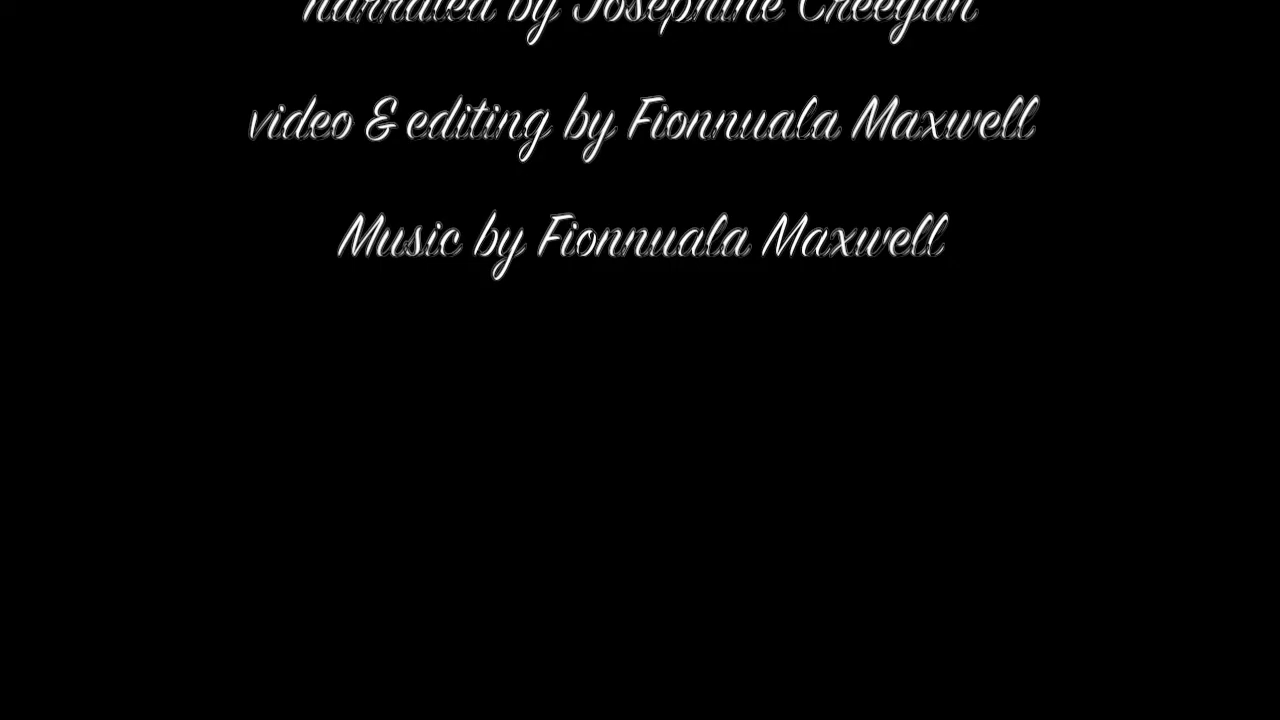 narrated by Josephine Creegan
video & editing by Fionnuala Maxwell
Music by Fionnuala Maxwell